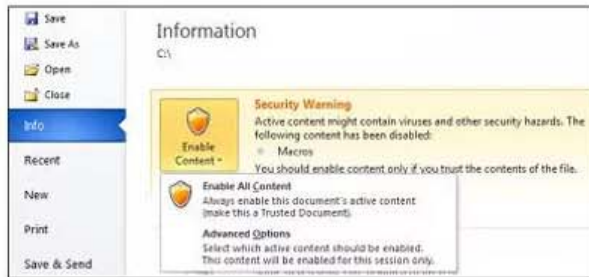 Save
Save As
Open
Close
Info
Recent
New
Print
Save & Send
Information
C:\
Enable
Content
Security Warning
Active content might contain viruses and other security hazards. The
following content has been disabled:
Macros
You should enable content only if you trust the contents of the file.
Enable All Content
Always enable this document's active content
(make this a Trusted Document).
Advanced Options
Select which active content should be enabled.
This content will be enabled for this session only.